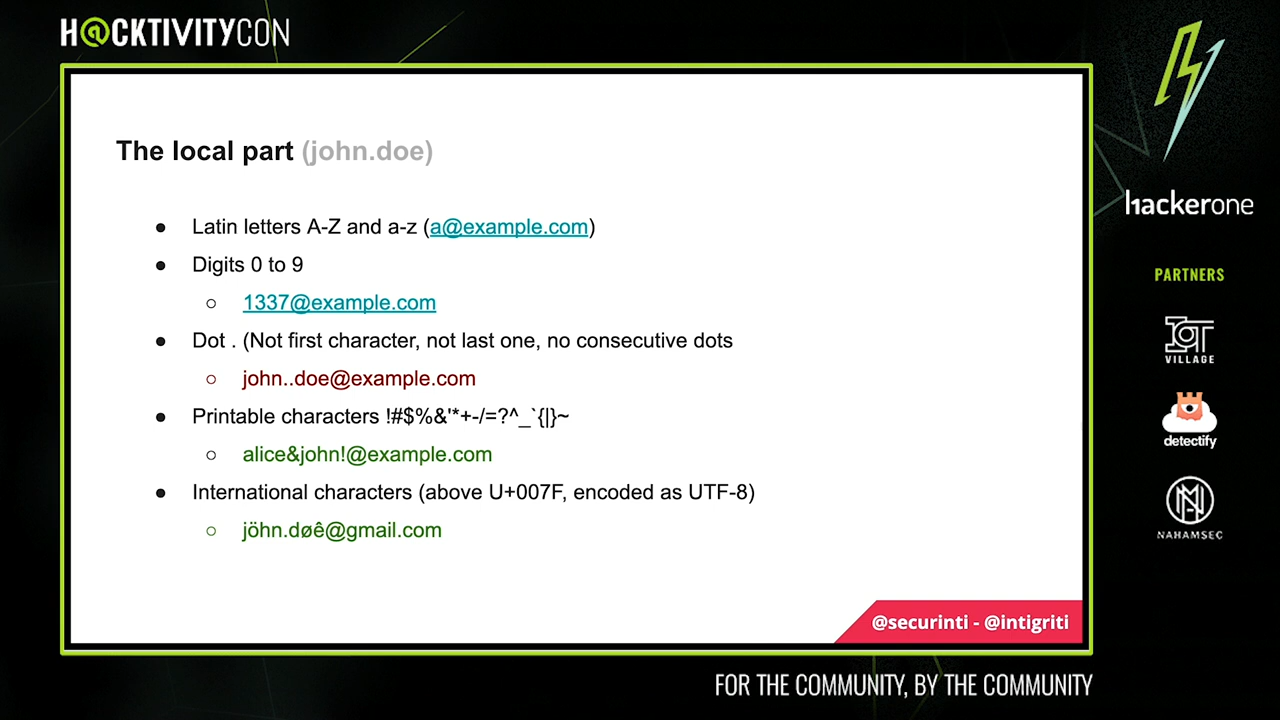 H@CKTIVITYCON
The local part (john.doe)
● Latin letters A-Z and a-z (a@example.com)
● Digits 0 to 9
○ 1337@example.com
● Dot . (Not first character, not last one, no consecutive dots
○ john..doe@example.com
● Printable characters !#$%&'*+-/=?^_`{|}~
○ alice&john!@example.com
● International characters (above U+007F, encoded as UTF-8)
○ jöhn.døê@gmail.com
@securinti - @intigriti
FOR THE COMMUNITY, BY THE COMMUNITY
hackerone
PARTNERS
IOT
VILLAGE
detectify
NAHAMSEC